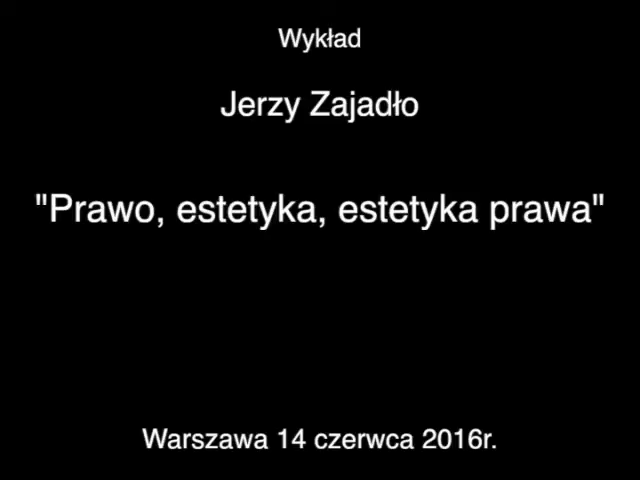 Wykład
Jerzy Zajadło
"Prawo, estetyka, estetyka prawa"
Warszawa 14 czerwca 2016r.